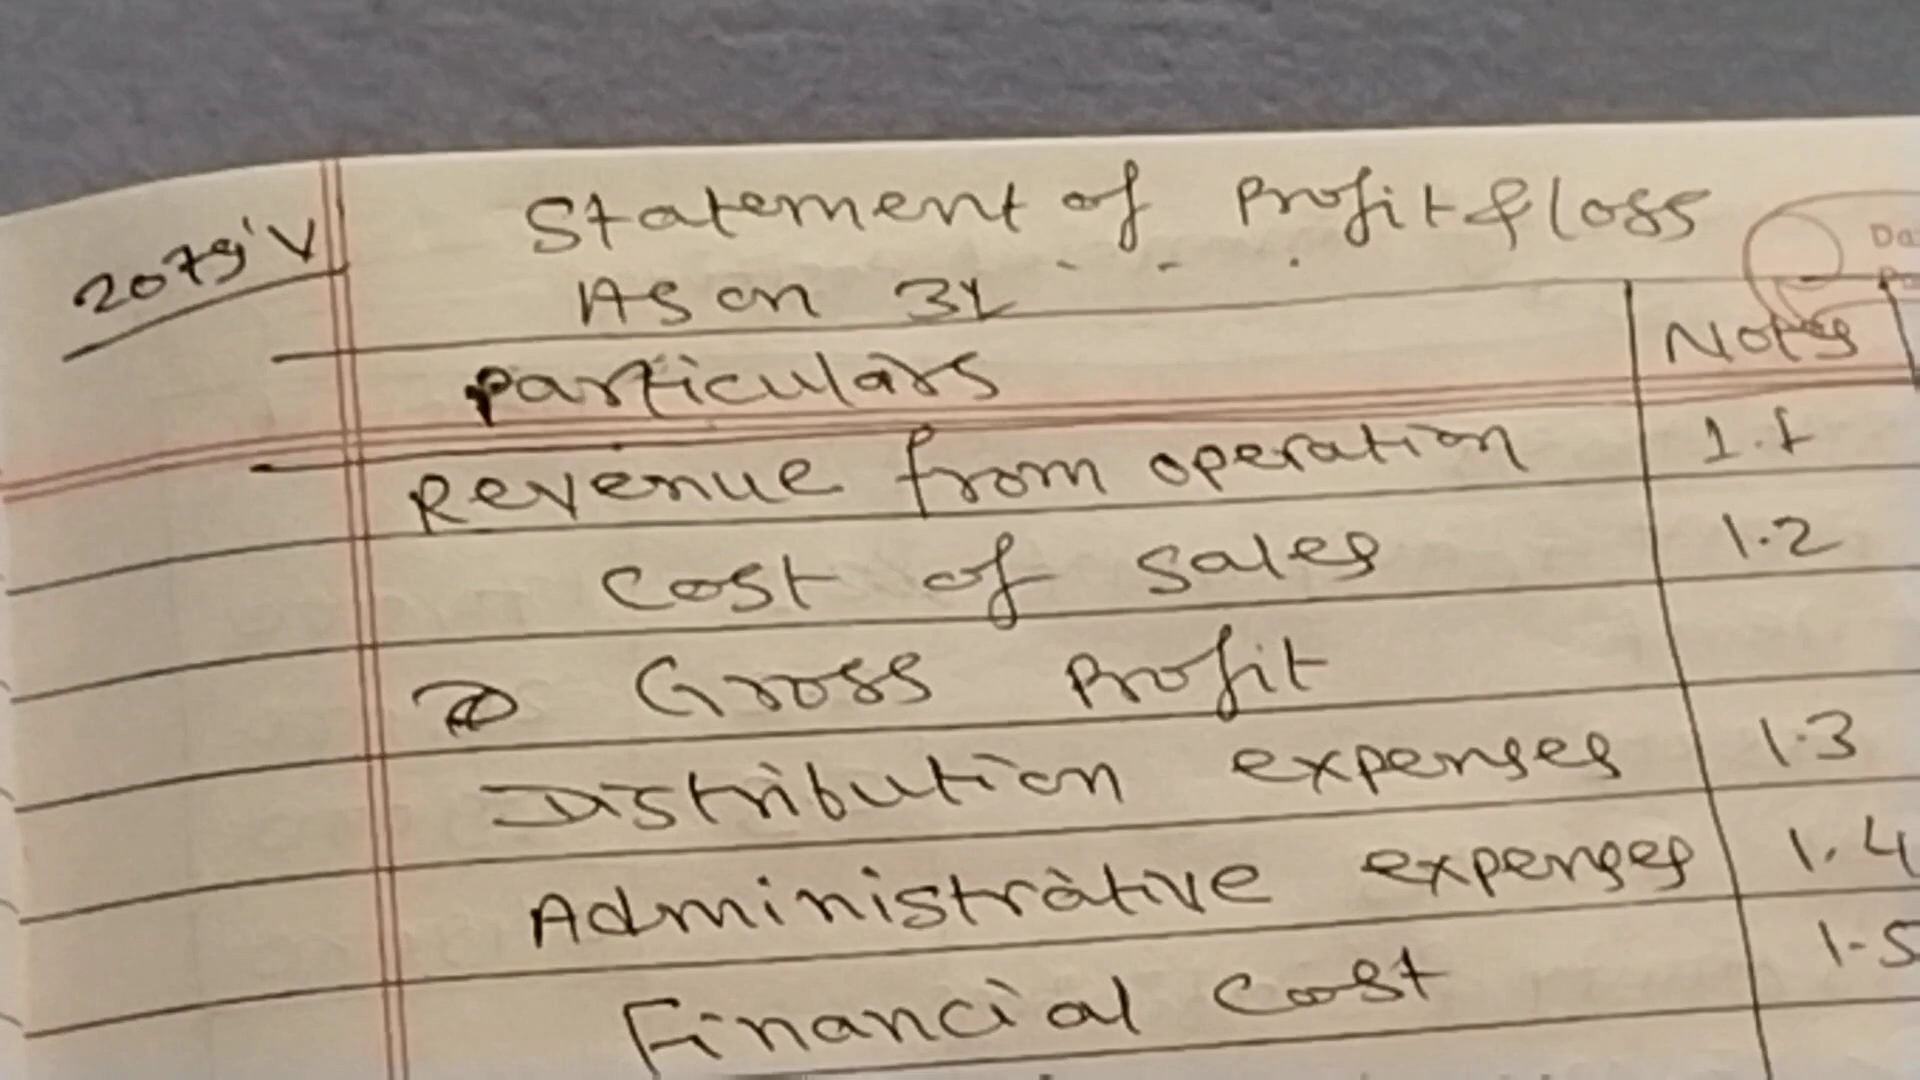 2079'V
Statement of Profit & loss
As on 31 - - .
Particulars Notes
Revenue from operation 1.1
Cost of sales 1.2
Gross Profit
Distribution expenses 1.3
Administrative expenses 1.4
Financial Cost 1-5